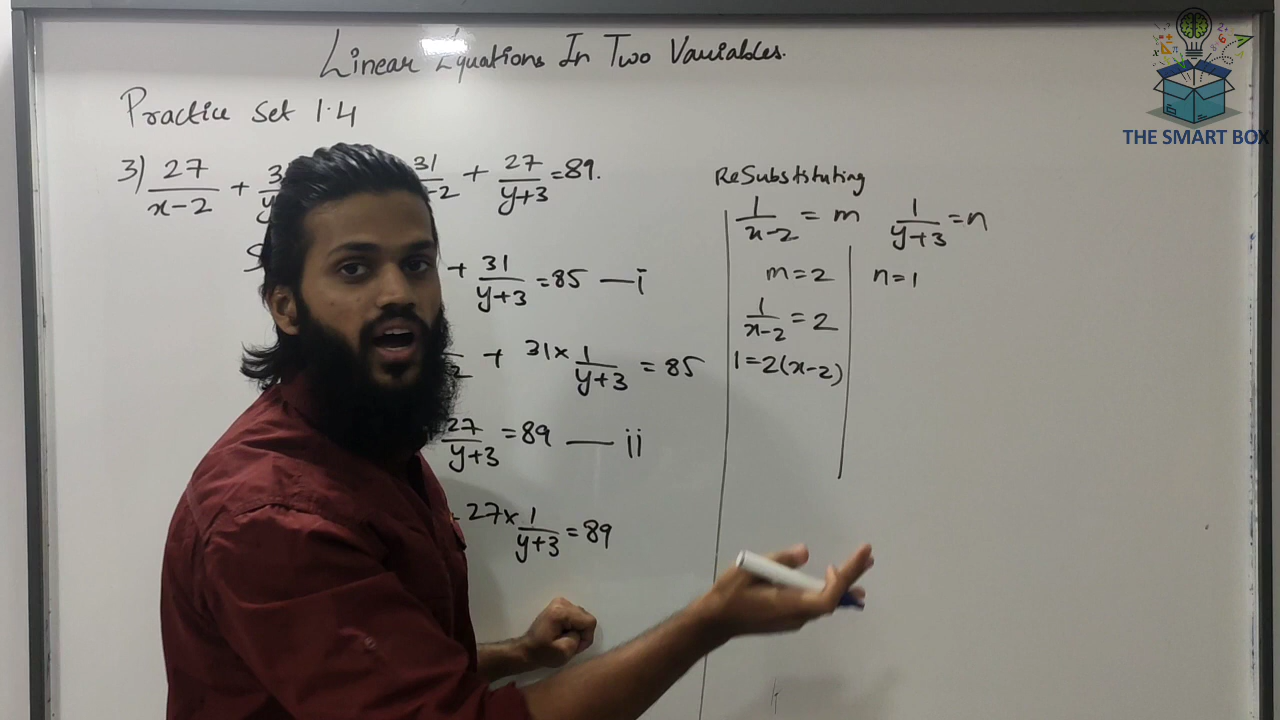 Linear Equations In Two Variables.
THE SMART BOX
Practice Set 1.4
3) 27/(x-2) + 31/(x-2) + 27/(y+3) = 89.
+ 31/(y+3) = 85 — i
+ 31 × 1/(y+3) = 85
27/(y+3) = 89 — ii
27 × 1/(y+3) = 89
ReSubstituting
1/(x-2) = m 1/(y+3) = n
m=2 n=1
1/(x-2) = 2
1=2(x-2)